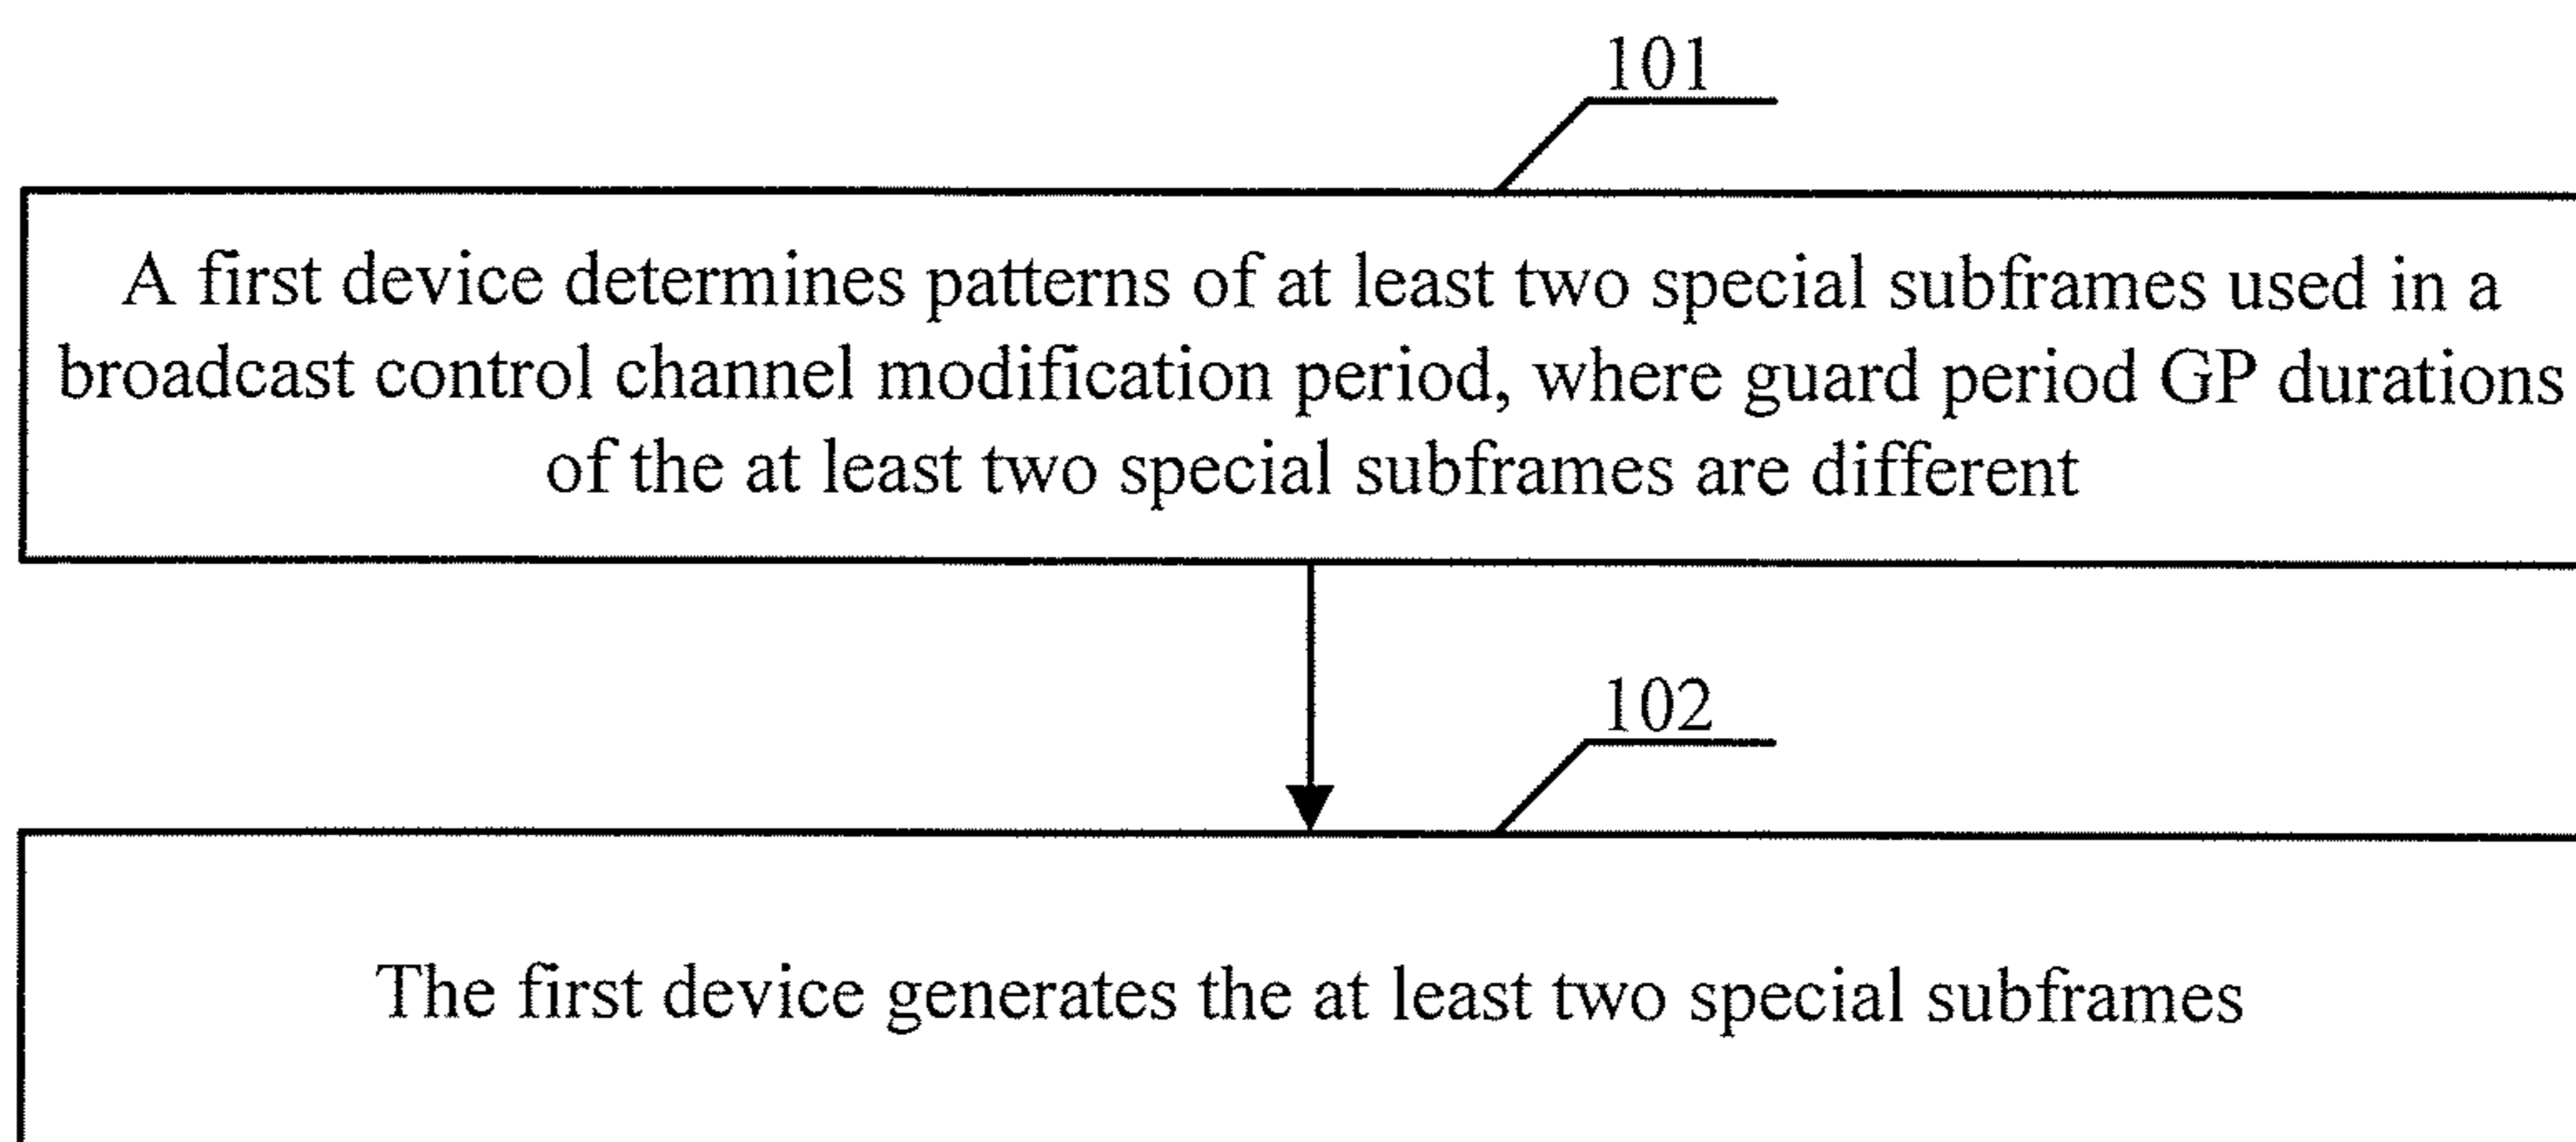 101
A first device determines patterns of at least two special subframes used in a
broadcast control channel modification period, where guard period GP durations
of the at least two special subframes are different
102
The first device generates the at least two special subframes